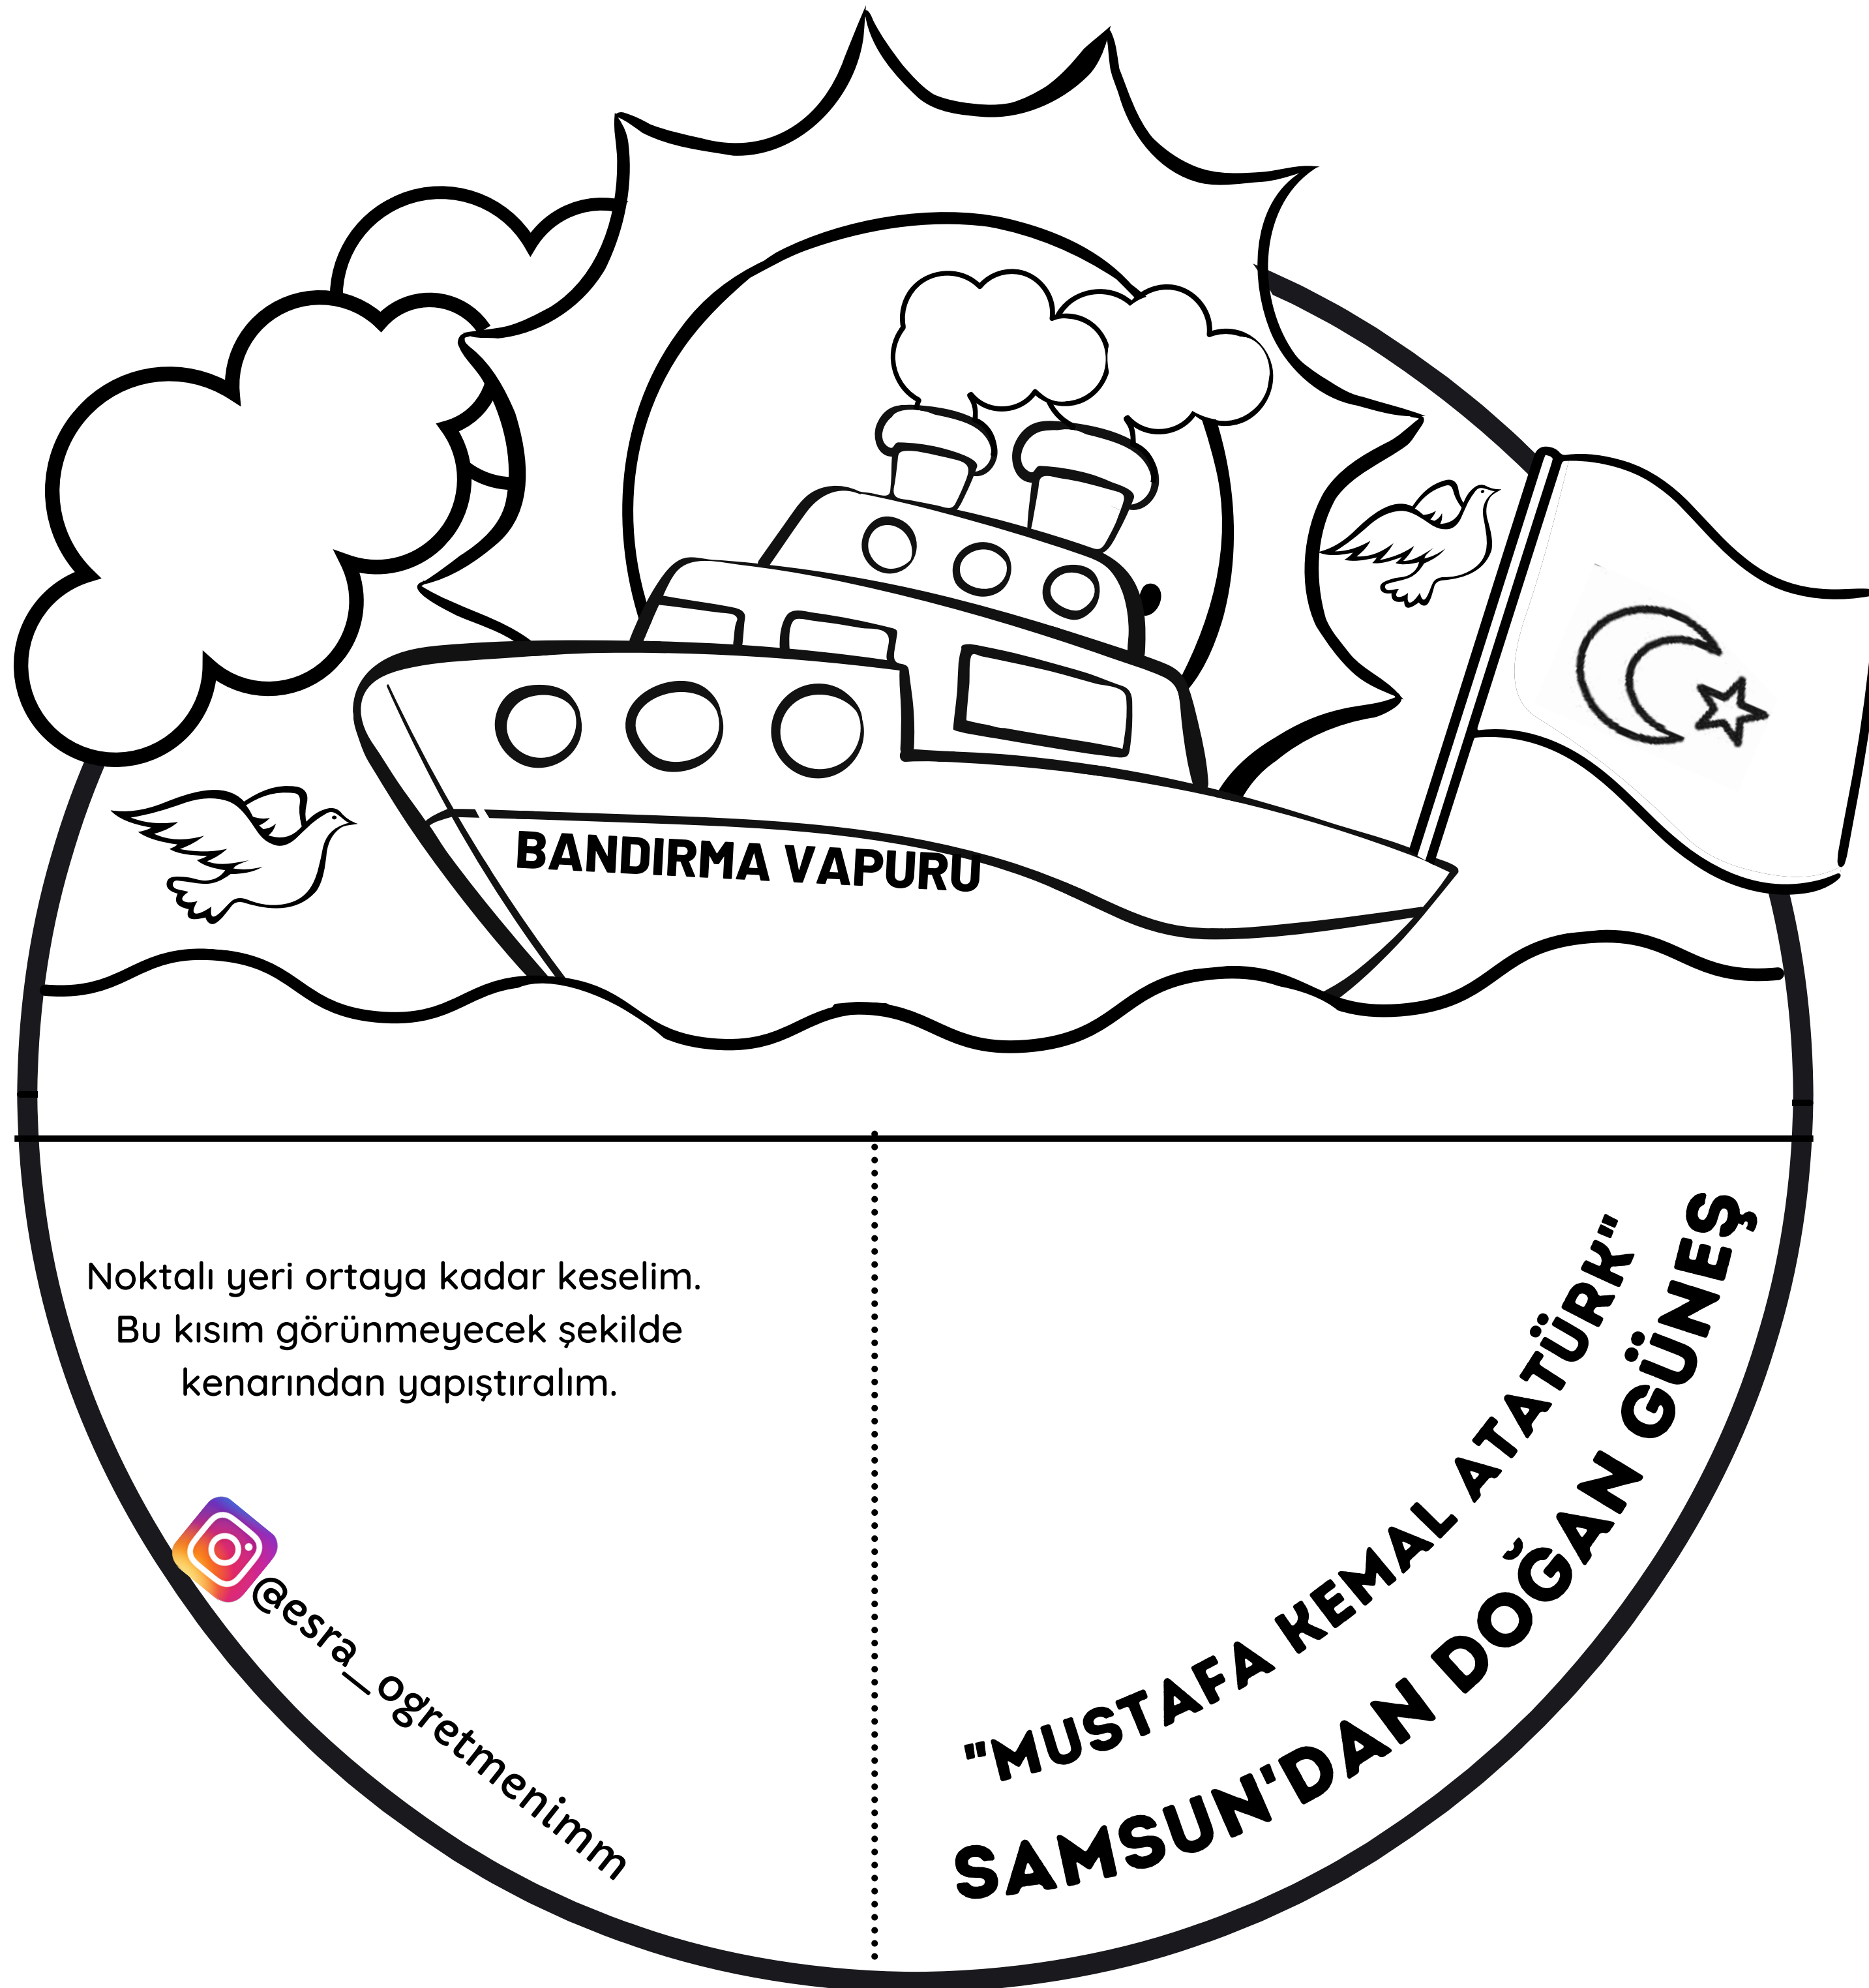 BANDIRMA VAPURU
Noktalı yeri ortaya kadar keselim.
Bu kısım görünmeyecek şekilde
kenarından yapıştıralım.
@esra_ogretmenimm
"MUSTAFA KEMAL ATATÜRK"
SAMSUN'DAN DOĞAN GÜNEŞ